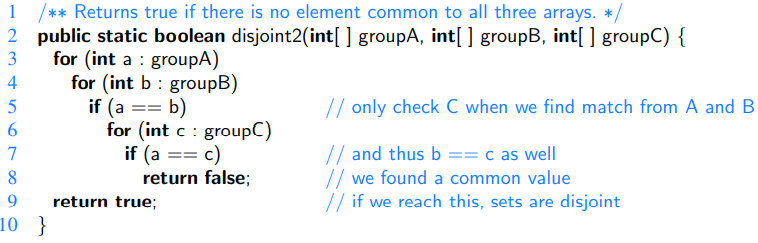 1 /** Returns true if there is no element common to all three arrays. */
2 public static boolean disjoint2(int[ ] groupA, int[ ] groupB, int[ ] groupC) {
3 for (int a : groupA)
4 for (int b : groupB)
5 if (a == b) // only check C when we find match from A and B
6 for (int c : groupC)
7 if (a == c) // and thus b == c as well
8 return false; // we found a common value
9 return true; // if we reach this, sets are disjoint
10 }